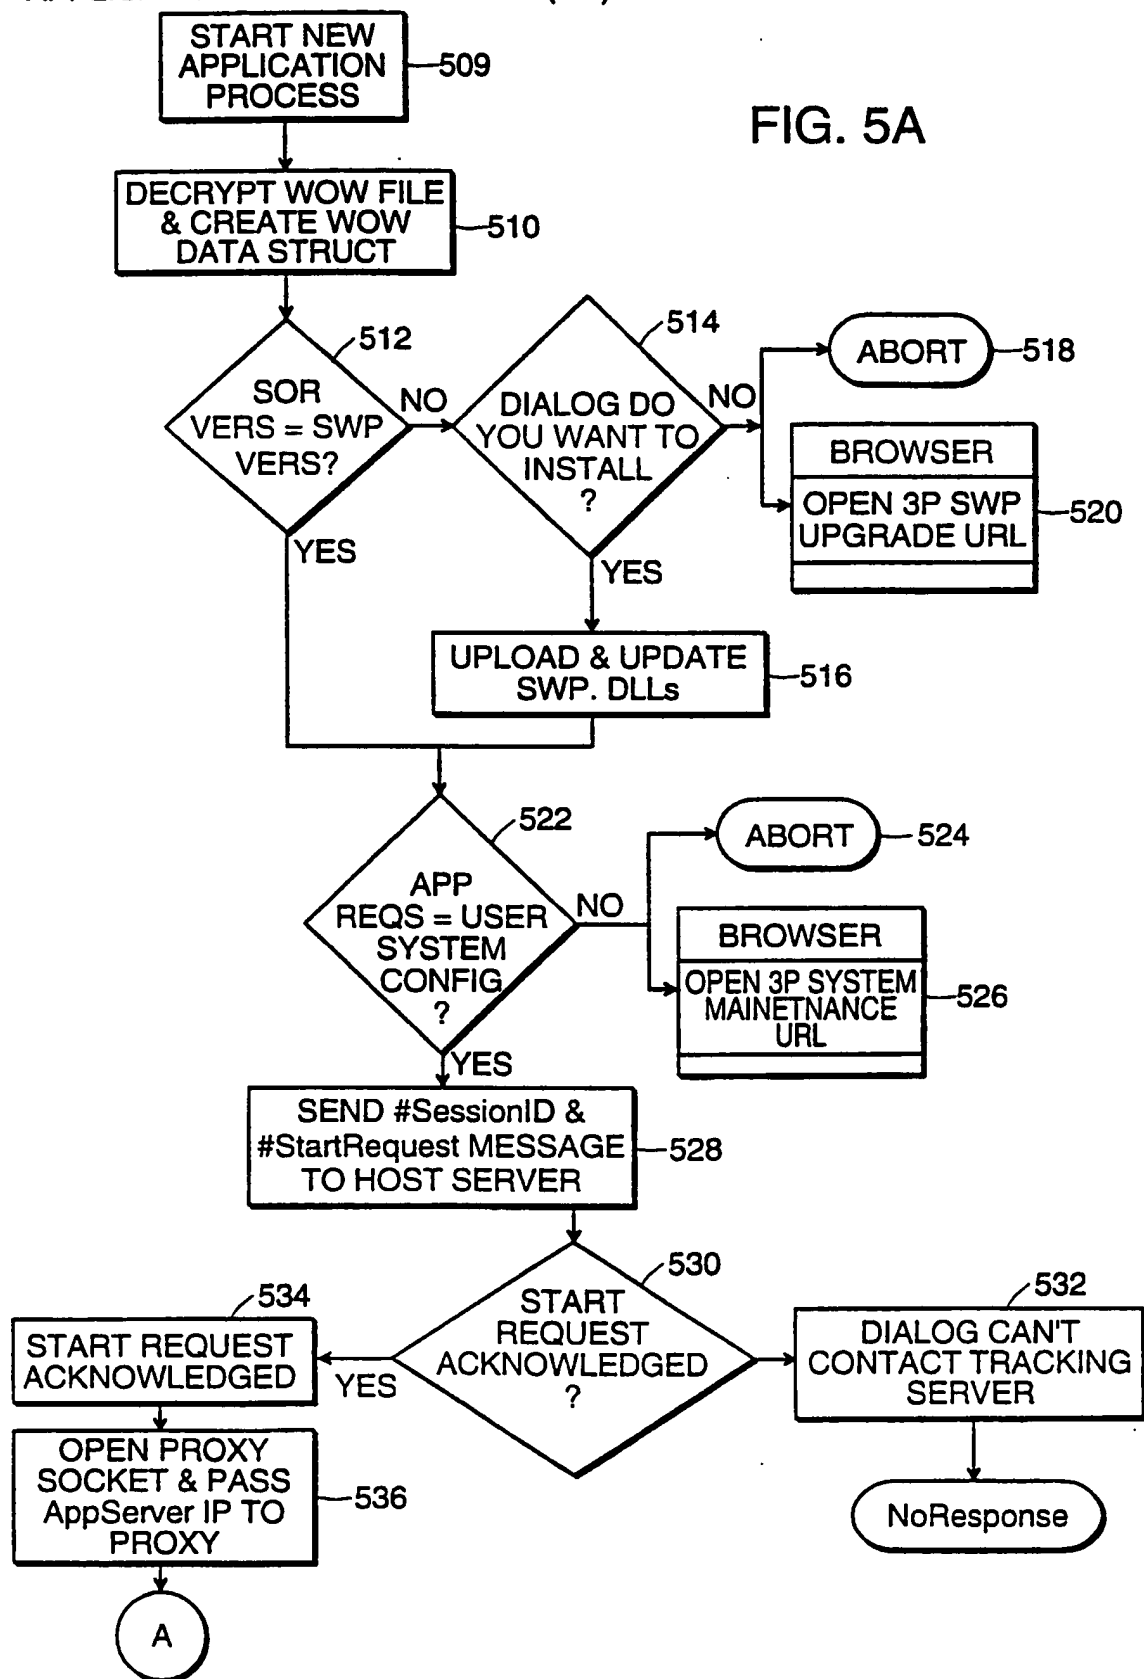 START NEW
APPLICATION
PROCESS
509
FIG. 5A
DECRYPT WOW FILE
& CREATE WOW
DATA STRUCT
510
512
SOR
VERS = SWP
VERS?
NO
YES
514
DIALOG DO
YOU WANT TO
INSTALL
?
NO
YES
ABORT
518
BROWSER
OPEN 3P SWP
UPGRADE URL
520
UPLOAD & UPDATE
SWP. DLLs
516
522
APP
REQS = USER
SYSTEM
CONFIG
?
NO
YES
ABORT
524
BROWSER
OPEN 3P SYSTEM
MAINETNANCE
URL
526
SEND #SessionID &
#StartRequest MESSAGE
TO HOST SERVER
528
530
START
REQUEST
ACKNOWLEDGED
?
YES
532
DIALOG CAN'T
CONTACT TRACKING
SERVER
NoResponse
534
START REQUEST
ACKNOWLEDGED
OPEN PROXY
SOCKET & PASS
AppServer IP TO
PROXY
536
A